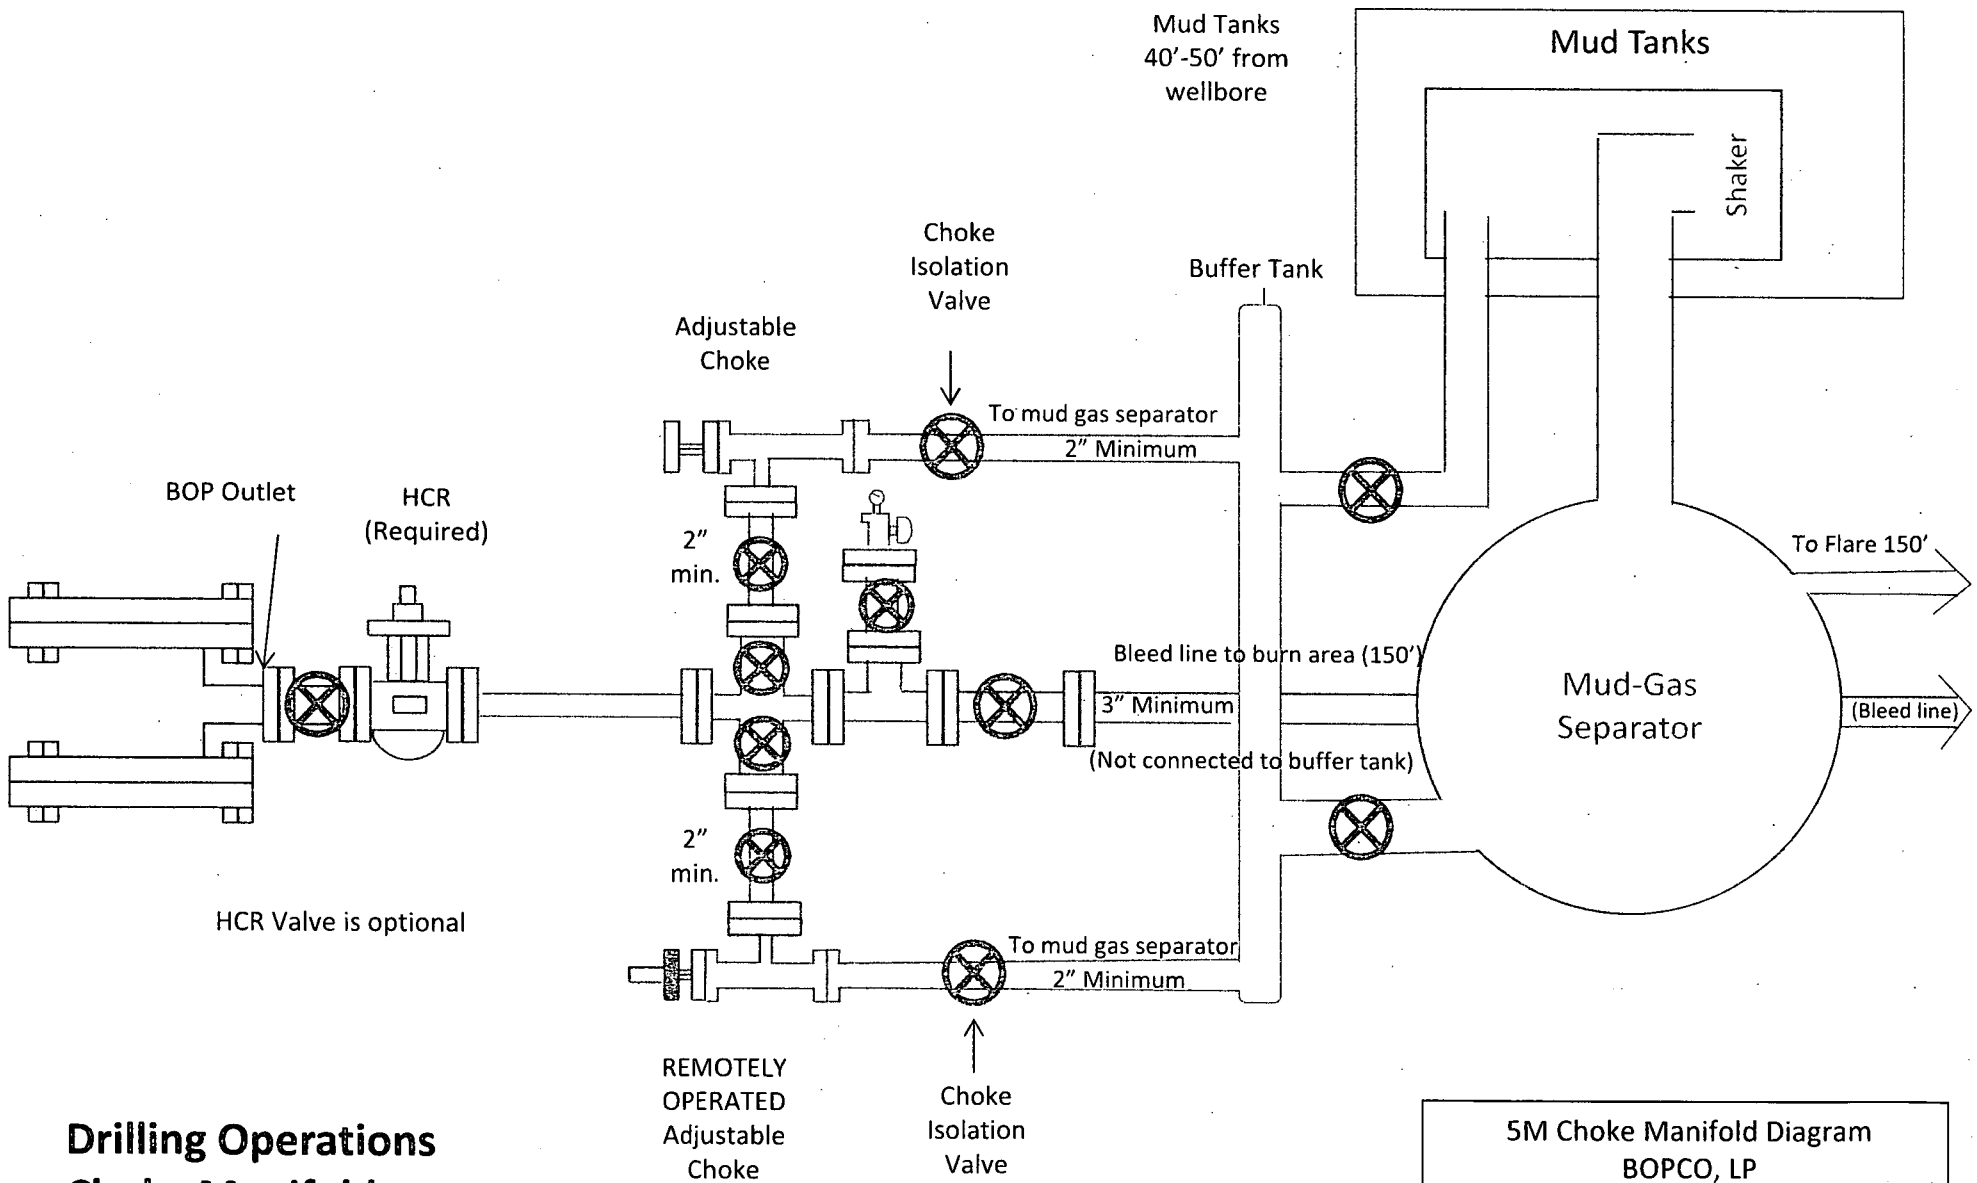 Mud Tanks
40’-50’ from
wellbore
Mud Tanks
Shaker
Choke
Isolation
Valve
Buffer Tank
Adjustable
Choke
To mud gas separator
2” Minimum
BOP Outlet
HCR
(Required)
2”
min.
To Flare 150’
Bleed line to burn area (150’)
3” Minimum
(Not connected to buffer tank)
Mud-Gas
Separator
(Bleed line)
2”
min.
HCR Valve is optional
To mud gas separator
2” Minimum
REMOTELY
OPERATED
Adjustable
Choke
Choke
Isolation
Valve
Drilling Operations
5M Choke Manifold Diagram
BOPCO, LP